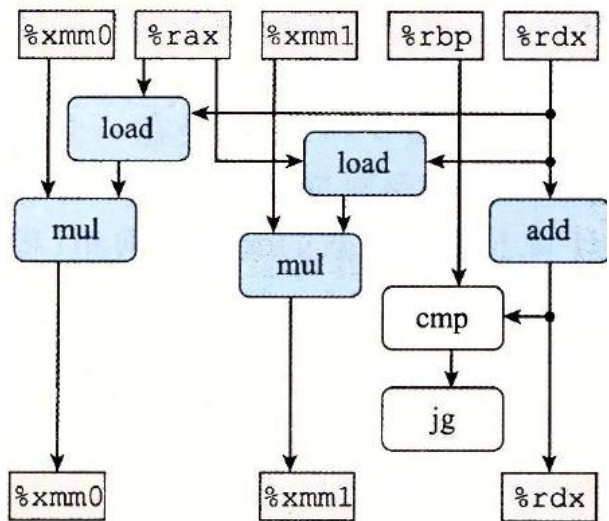 %xmm0 %rax %xmm1 %rbp %rdx
load
load
mul
add
mul
cmp
jg
%xmm0 %xmm1 %rdx